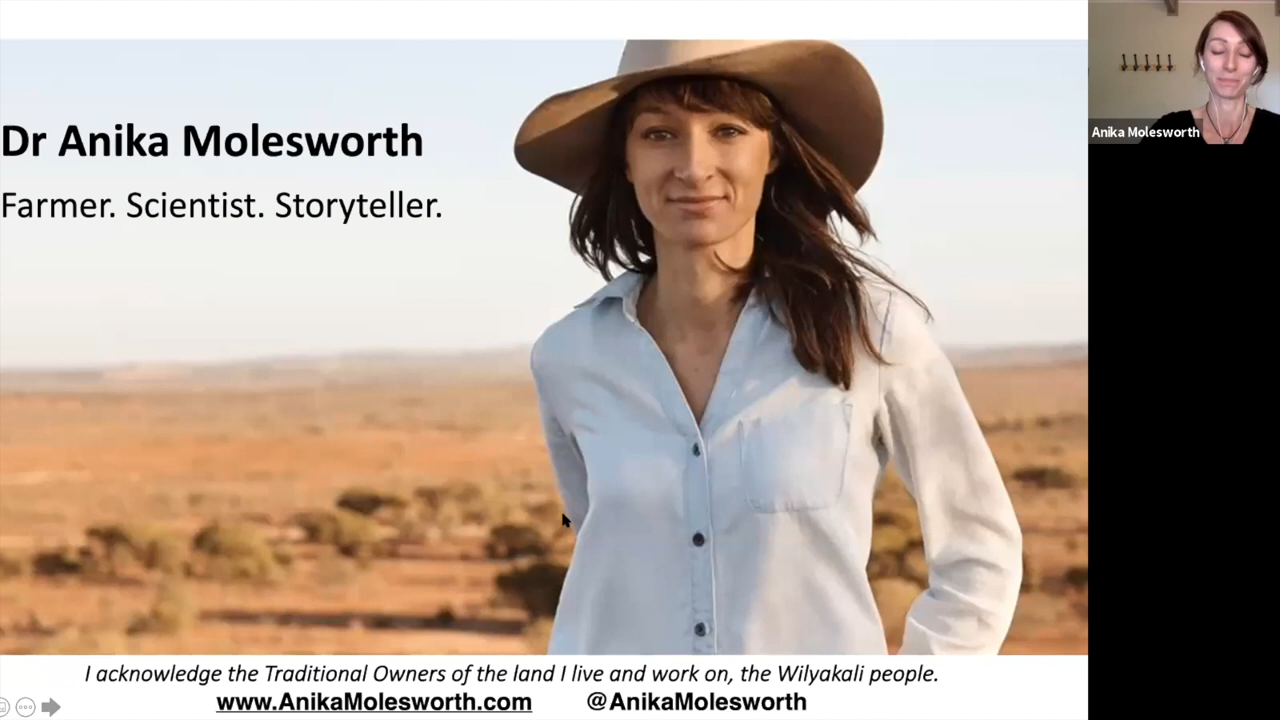 Dr Anika Molesworth
Farmer. Scientist. Storyteller.
Anika Molesworth
I acknowledge the Traditional Owners of the land I live and work on, the Wilyakali people.
www.AnikaMolesworth.com @AnikaMolesworth